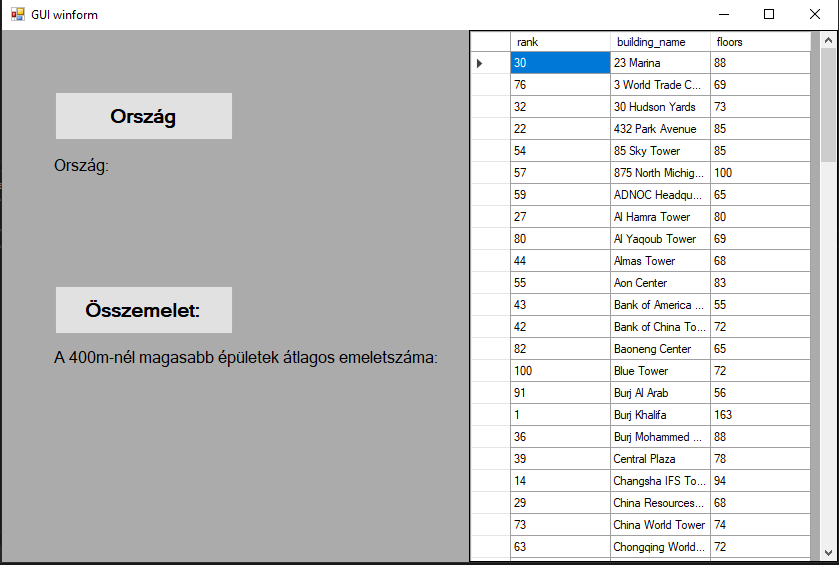 GUI winform
Ország
Ország:
Összemelet:
A 400m-nél magasabb épületek átlagos emeletszáma:
rank building_name floors
30 23 Marina 88
76 3 World Trade C... 69
32 30 Hudson Yards 73
22 432 Park Avenue 85
54 85 Sky Tower 85
57 875 North Michig... 100
59 ADNOC Headqu... 65
27 Al Hamra Tower 80
80 Al Yaqoub Tower 69
44 Almas Tower 68
55 Aon Center 83
43 Bank of America ... 55
42 Bank of China To... 72
82 Baoneng Center 65
100 Blue Tower 72
91 Burj Al Arab 56
1 Burj Khalifa 163
36 Burj Mohammed ... 88
39 Central Plaza 78
14 Changsha IFS To... 94
29 China Resources... 68
73 China World Tower 74
63 Chongqing World... 72